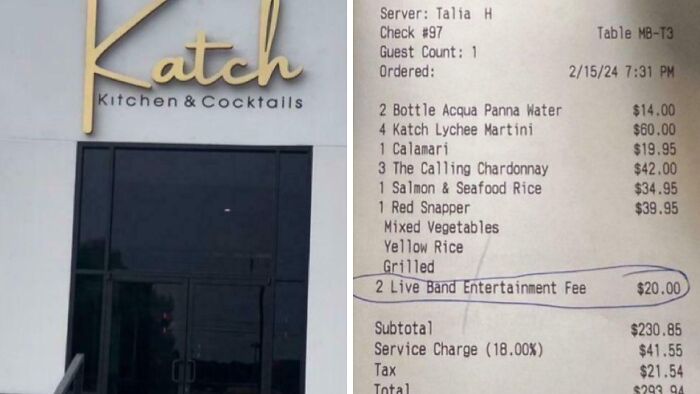 Katch
Kitchen & Cocktails
Server: Talia H
Check #97 Table MB-T3
Guest Count: 1
Ordered: 2/15/24 7:31 PM
2 Bottle Acqua Panna Water $14.00
4 Katch Lychee Martini $60.00
1 Calamari $19.95
3 The Calling Chardonnay $42.00
1 Salmon & Seafood Rice $34.95
1 Red Snapper $39.95
Mixed Vegetables
Yellow Rice
Grilled
2 Live Band Entertainment Fee $20.00
Subtotal $230.85
Service Charge (18.00%) $41.55
Tax $21.54
Total $293.94